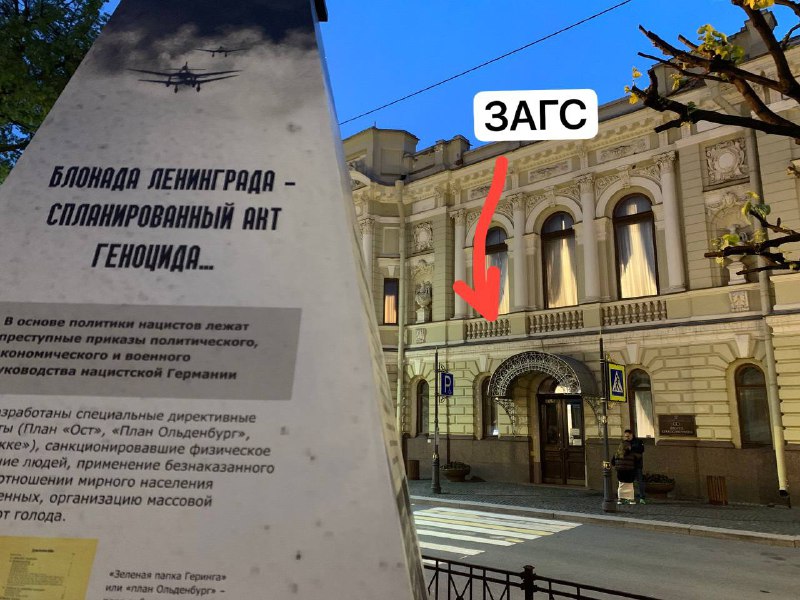 БЛОКАДА ЛЕНИНГРАДА –
СПЛАНИРОВАННЫЙ АКТ
ГЕНОЦИДА...
В основе политики нацистов лежат
преступные приказы политического,
экономического и военного
руководства нацистской Германии
зработаны специальные директивные
ты (План «Ост», «План Ольденбург»,
кке»), санкционировавшие физическое
ние людей, применение безнаказанного
отношении мирного населения
енных, организацию массовой
от голода.
"Зеленая папка Геринга"
или «план Ольденбург» –
ЗАГС
P